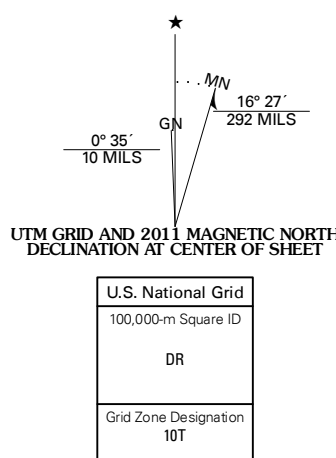 ★
MN
GN
16° 27´
292 MILS
0° 35´
10 MILS
UTM GRID AND 2011 MAGNETIC NORTH
DECLINATION AT CENTER OF SHEET
U.S. National Grid
100,000-m Square ID
DR
Grid Zone Designation
10T